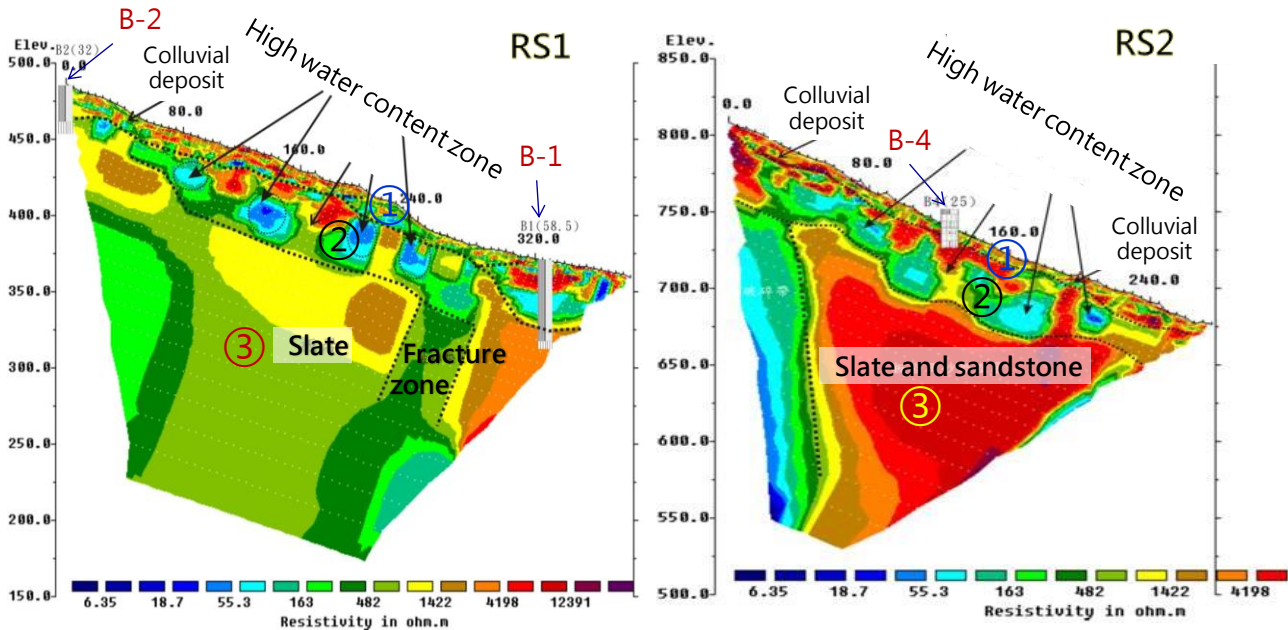 RS1
B-2
Elev.
B2(32)
0.0
500.0
Colluvial
deposit
80.0
High water content zone
160.0
450.0
B-1
①
240.0
400.0
②
B1(58.5)
320.0
350.0
③
Slate
Fracture
zone
300.0
250.0
200.0
150.0
6.35 18.7 55.3 163 482 1422 4198 12391
Resistivity in ohm.m
RS2
Elev.
850.0
0.0
Colluvial
deposit
High water content zone
800.0
B-4
80.0
750.0
160.0
①
Colluvial
deposit
②
240.0
700.0
650.0
Slate and sandstone
③
600.0
550.0
500.0
6.35 18.7 55.3 163 482 1422 4198
Resistivity in ohm.m